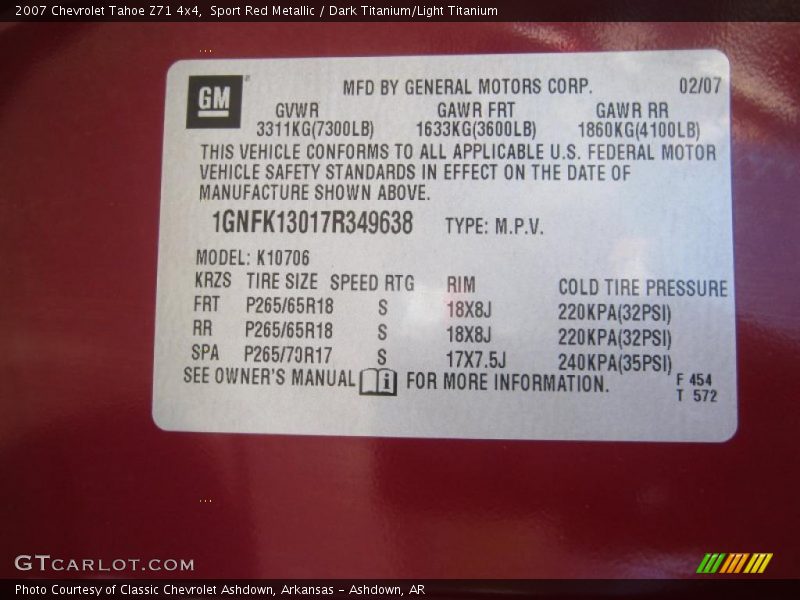 2007 Chevrolet Tahoe Z71 4x4,  Sport Red Metallic / Dark Titanium/Light Titanium
GM
MFD BY GENERAL MOTORS CORP. 02/07
GVWR GAWR FRT GAWR RR
3311KG(7300LB) 1633KG(3600LB) 1860KG(4100LB)
THIS VEHICLE CONFORMS TO ALL APPLICABLE U.S. FEDERAL MOTOR
VEHICLE SAFETY STANDARDS IN EFFECT ON THE DATE OF
MANUFACTURE SHOWN ABOVE.
1GNFK13017R349638 TYPE: M.P.V.
MODEL: K10706
KRZS TIRE SIZE SPEED RTG RIM COLD TIRE PRESSURE
FRT P265/65R18 S 18X8J 220KPA(32PSI)
RR P265/65R18 S 18X8J 220KPA(32PSI)
SPA P265/70R17 S 17X7.5J 240KPA(35PSI)
SEE OWNER'S MANUAL i FOR MORE INFORMATION.
F 454
T 572
GTCARLOT.COM
Photo Courtesy of Classic Chevrolet Ashdown, Arkansas - Ashdown, AR